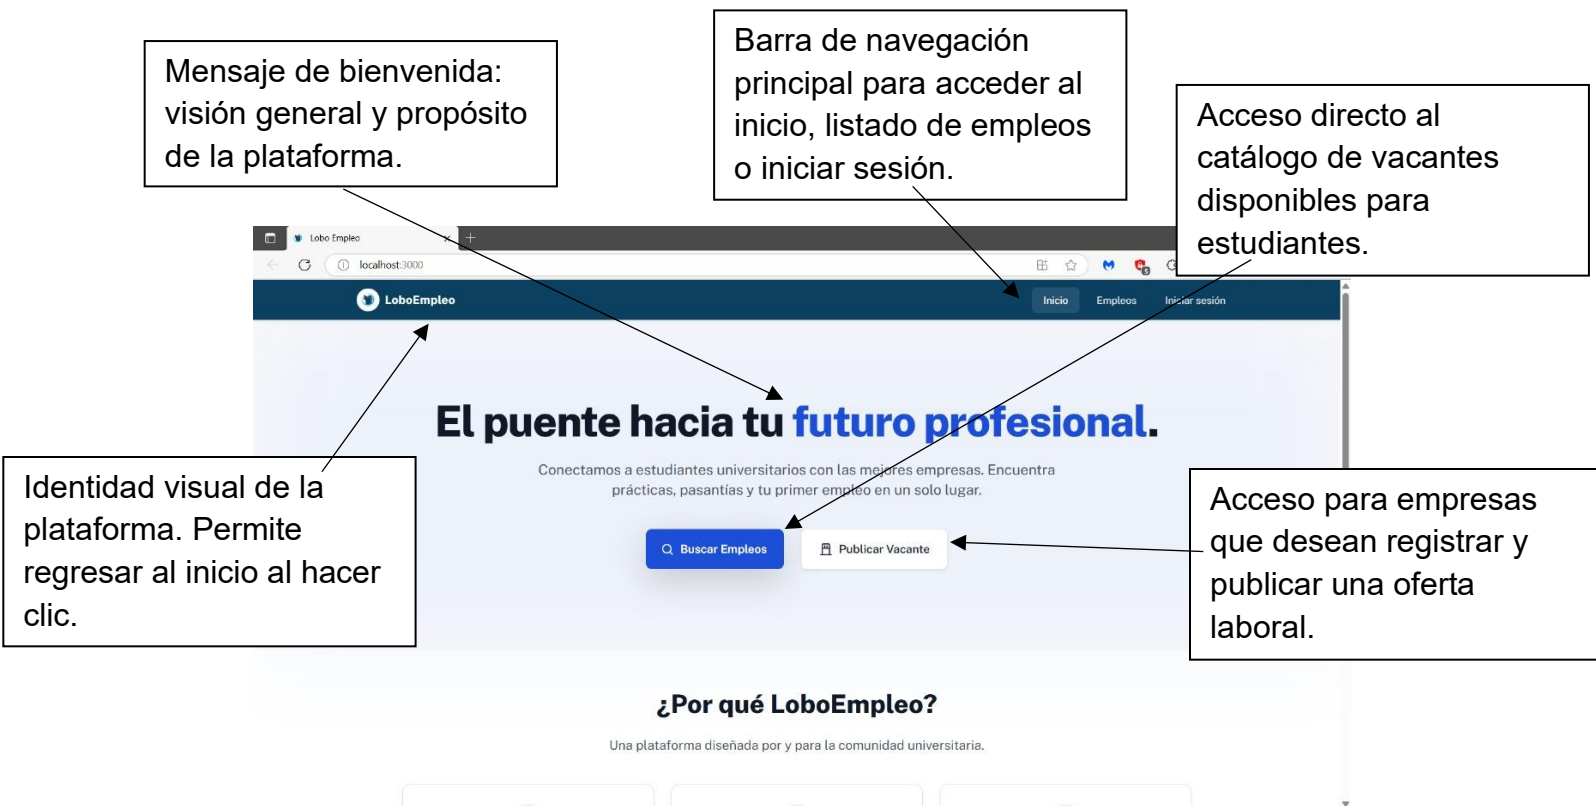 Barra de navegación
principal para acceder al
inicio, listado de empleos
o iniciar sesión.
Mensaje de bienvenida:
visión general y propósito
de la plataforma.
Acceso directo al
catálogo de vacantes
disponibles para
estudiantes.
Lobo Empleo
localhost:3000
LoboEmpleo
Inicio
Empleos
Iniciar sesión
El puente hacia tu futuro profesional.
Conectamos a estudiantes universitarios con las mejores empresas. Encuentra
prácticas, pasantías y tu primer empleo en un solo lugar.
Identidad visual de la
plataforma. Permite
regresar al inicio al hacer
clic.
Buscar Empleos
Publicar Vacante
Acceso para empresas
que desean registrar y
publicar una oferta
laboral.
¿Por qué LoboEmpleo?
Una plataforma diseñada por y para la comunidad universitaria.